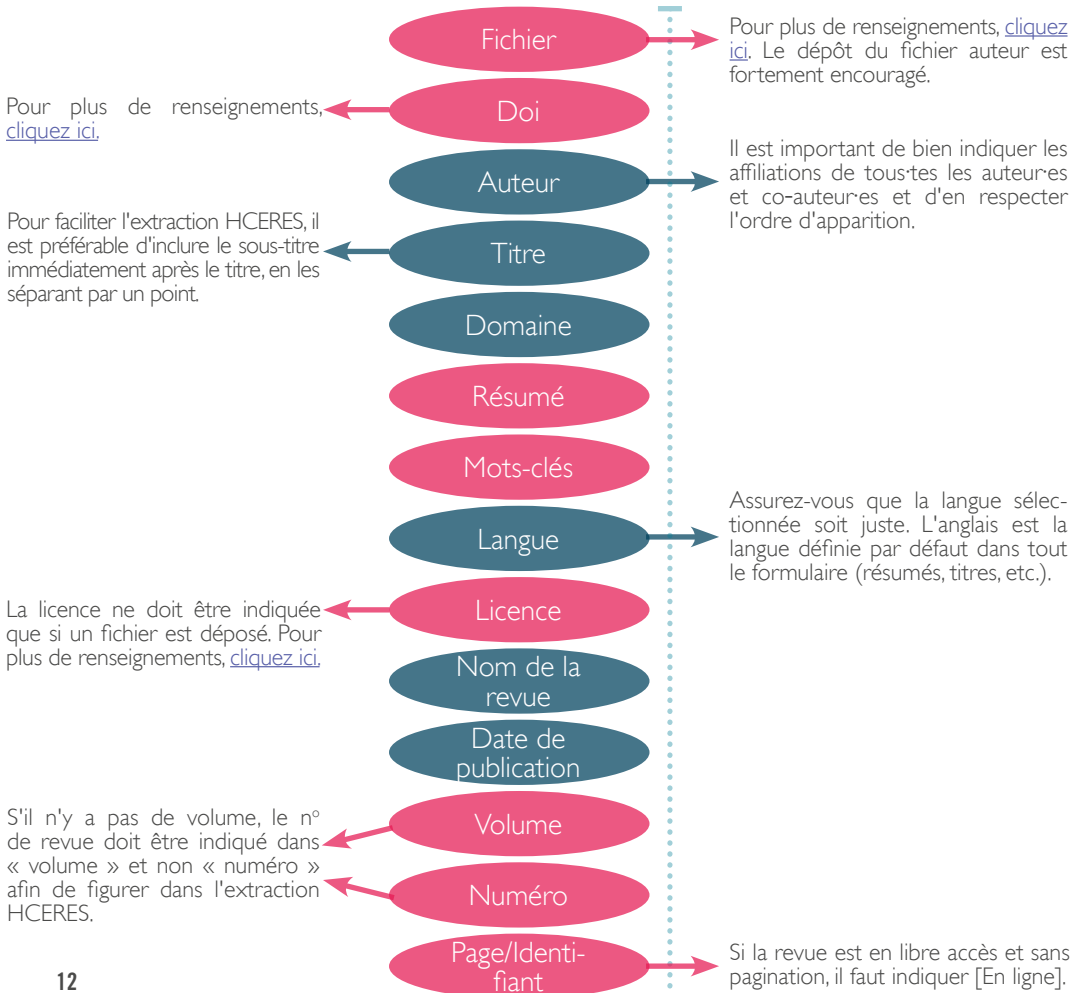 Fichier
Pour plus de renseignements, cliquez
ici. Le dépôt du fichier auteur est
fortement encouragé.
Pour plus de renseignements,
cliquez ici.
Doi
Auteur
Il est important de bien indiquer les
affiliations de tous·tes les auteur·es
et co-auteur·es et d'en respecter
l'ordre d'apparition.
Pour faciliter l'extraction HCERES, il
est préférable d'inclure le sous-titre
immédiatement après le titre, en les
séparant par un point.
Titre
Domaine
Résumé
Mots-clés
Langue
Assurez-vous que la langue sélec-
tionnée soit juste. L'anglais est la
langue définie par défaut dans tout
le formulaire (résumés, titres, etc.).
La licence ne doit être indiquée
que si un fichier est déposé. Pour
plus de renseignements, cliquez ici.
Licence
Nom de la
revue
Date de
publication
S'il n'y a pas de volume, le n°
de revue doit être indiqué dans
« volume » et non « numéro »
afin de figurer dans l'extraction
HCERES.
Volume
Numéro
Page/Identi-
fiant
Si la revue est en libre accès et sans
pagination, il faut indiquer [En ligne].
12